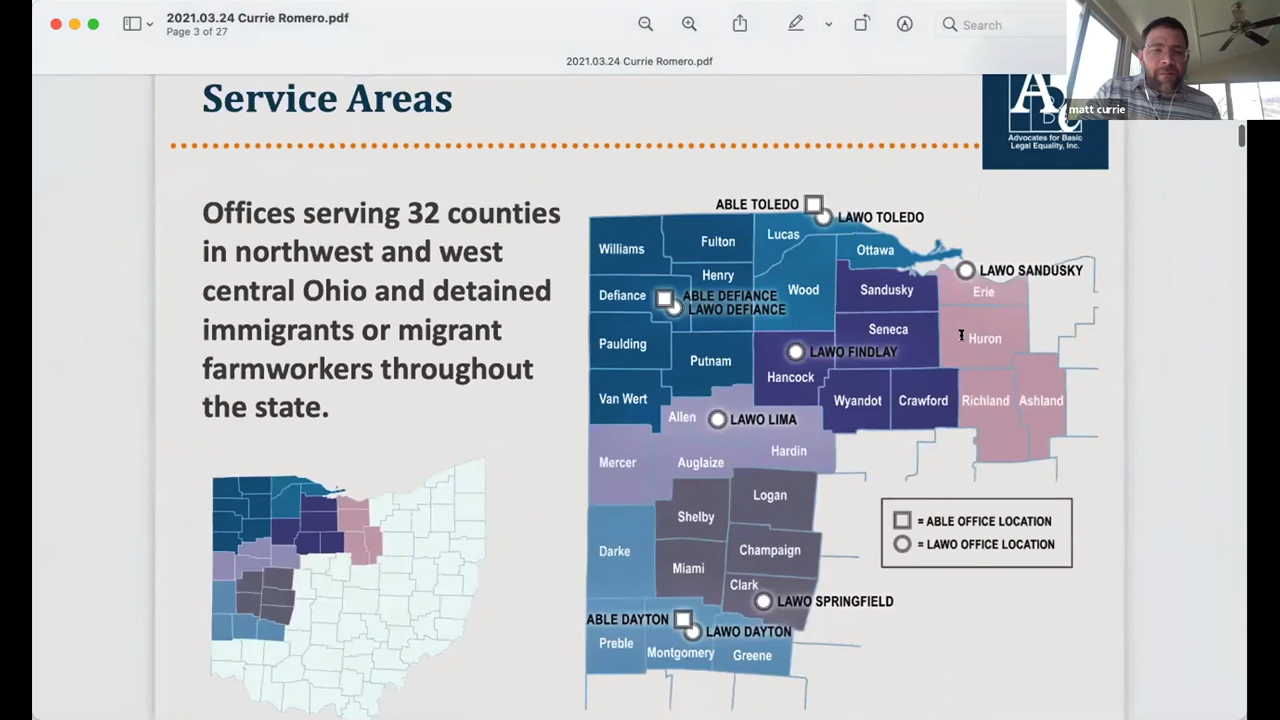 2021.03.24 Currie Romero.pdf
Page 3 of 27
Search
2021.03.24 Currie Romero.pdf
matt currie
Service Areas
Advocates for Basic
Legal Equality, Inc.
Offices serving 32 counties
in northwest and west
central Ohio and detained
immigrants or migrant
farmworkers throughout
the state.
ABLE TOLEDO
LAWO TOLEDO
Williams
Fulton
Lucas
Ottawa
LAWO SANDUSKY
Henry
Defiance
ABLE DEFIANCE
LAWO DEFIANCE
Wood
Sandusky
Erie
Seneca
Huron
Paulding
Putnam
LAWO FINDLAY
Hancock
Van Wert
Wyandot
Crawford
Richland
Ashland
Allen
LAWO LIMA
Hardin
Mercer
Auglaize
Logan
Shelby
Darke
Champaign
Miami
Clark
LAWO SPRINGFIELD
ABLE DAYTON
LAWO DAYTON
Preble
Montgomery
Greene
= ABLE OFFICE LOCATION
= LAWO OFFICE LOCATION